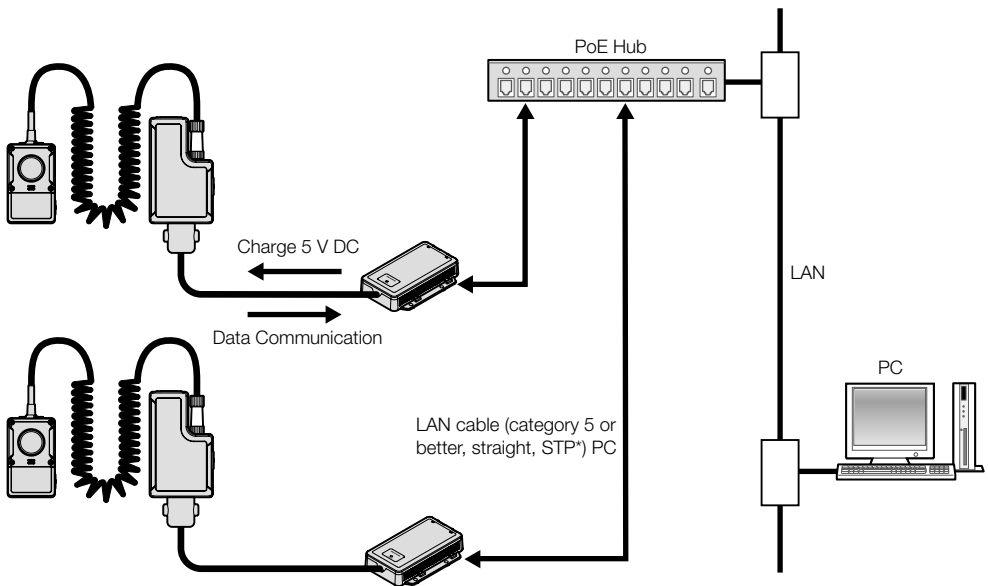 PoE Hub
Charge 5 V DC
Data Communication
LAN
PC
LAN cable (category 5 or
better, straight, STP*) PC